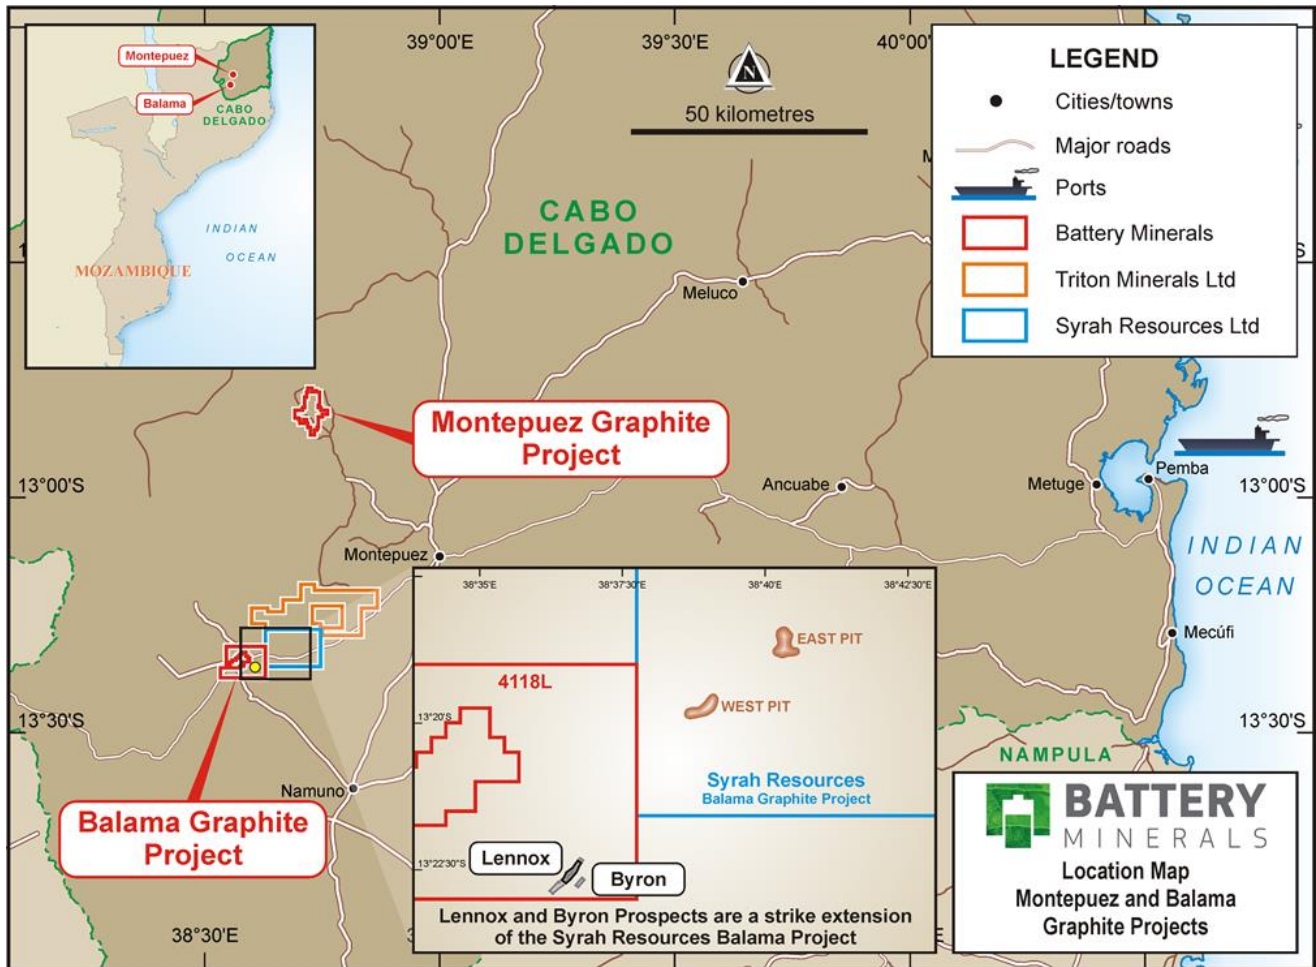 39°00'E
39°30'E
40°00'
Montepuez
Balama
CABO
DELGADO
INDIAN
OCEAN
MOZAMBIQUE
N
50 kilometres
LEGEND
Cities/towns
Major roads
Ports
Battery Minerals
Triton Minerals Ltd
Syrah Resources Ltd
CABO
DELGADO
Meluco
Montepuez Graphite
Project
13°00'S
Ancuabe
Metuge
Pemba
13°00'S
Montepuez
INDIAN
OCEAN
Mecúfi
13°30'S
13°30'S
NAMPULA
Namuno
Balama Graphite
Project
38°30'E
38°35'E
38°37'30"E
38°40'E
38°42'30"E
EAST PIT
4118L
WEST PIT
13°20'S
Syrah Resources
Balama Graphite Project
13°22'30"S
Lennox
Byron
Lennox and Byron Prospects are a strike extension
of the Syrah Resources Balama Project
BATTERY
MINERALS
Location Map
Montepuez and Balama
Graphite Projects